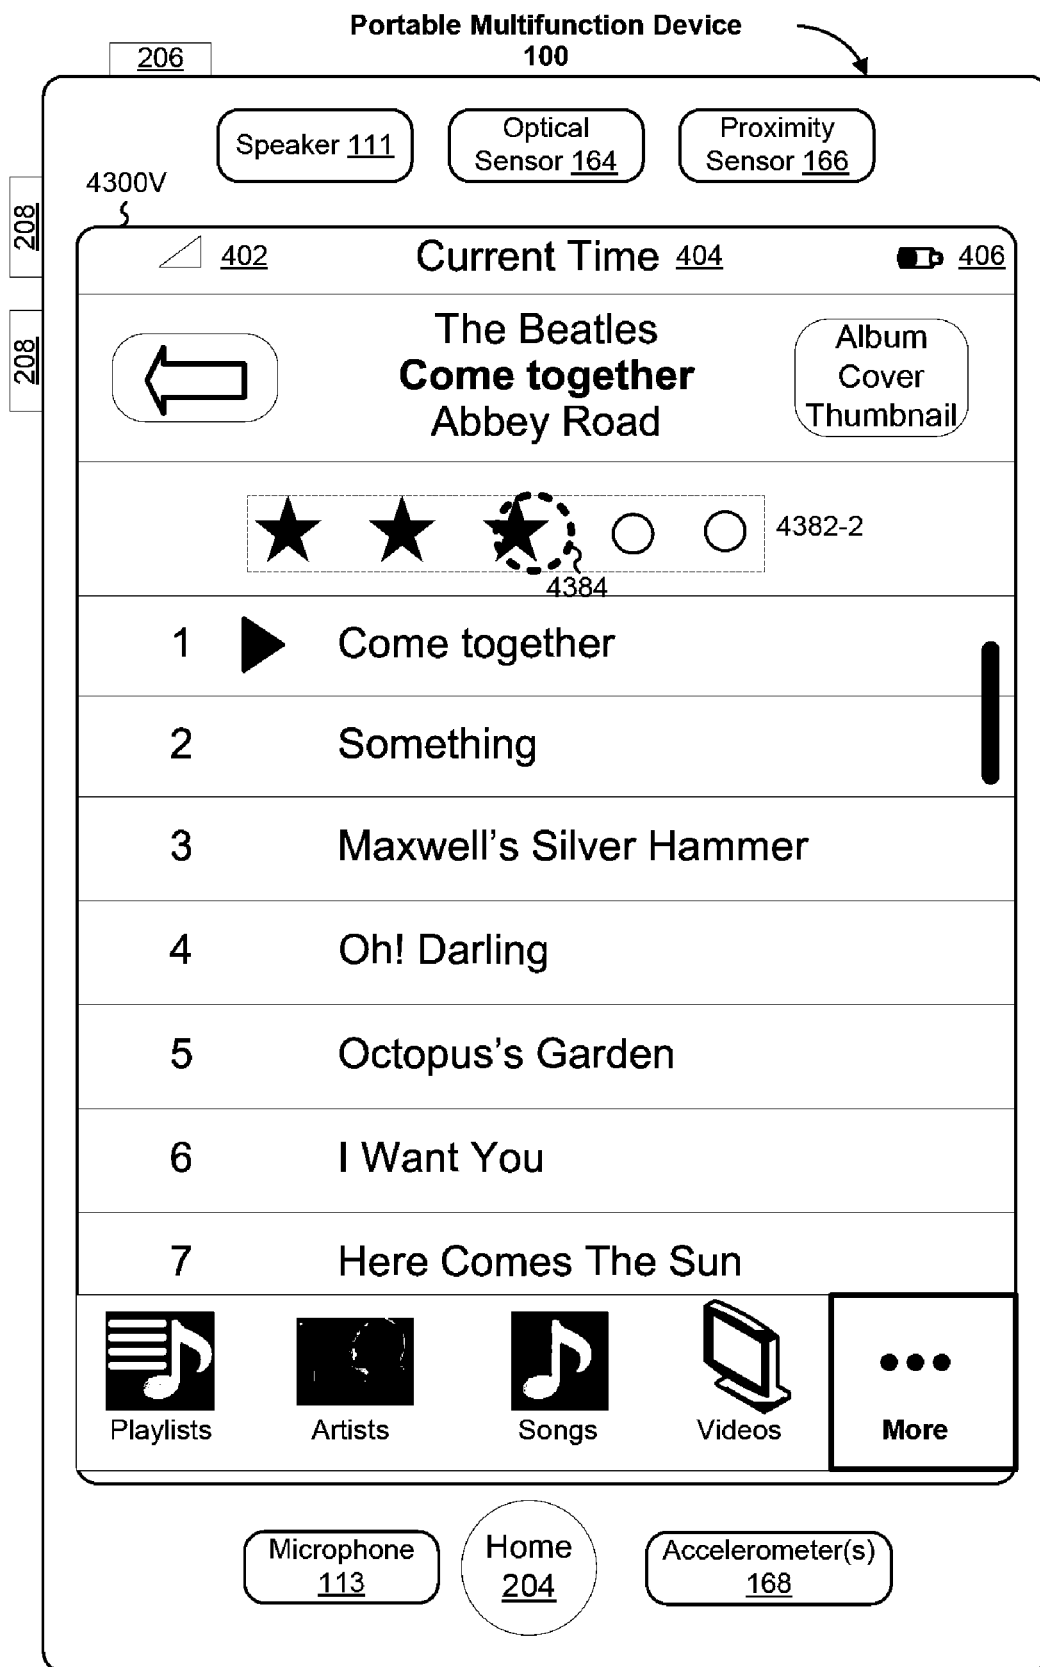 Portable Multifunction Device
100
206
Speaker 111
Optical
Sensor 164
Proximity
Sensor 166
4300V
208
208
402
Current Time 404
406
The Beatles
Come together
Abbey Road
Album
Cover
Thumbnail
4382-2
4384
1 Come together
2 Something
3 Maxwell's Silver Hammer
4 Oh! Darling
5 Octopus's Garden
6 I Want You
7 Here Comes The Sun
Playlists
Artists
Songs
Videos
More
Microphone
113
Home
204
Accelerometer(s)
168